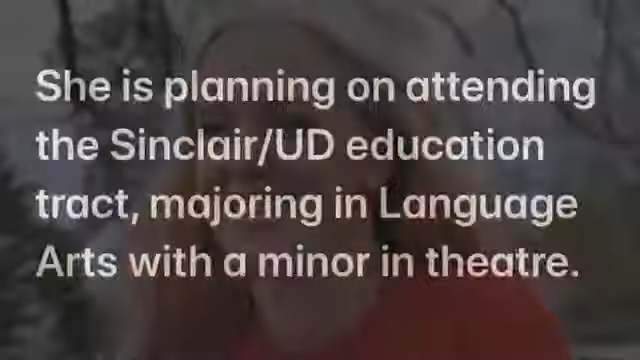 She is planning on attending
the Sinclair/UD education
tract, majoring in Language
Arts with a minor in theatre.